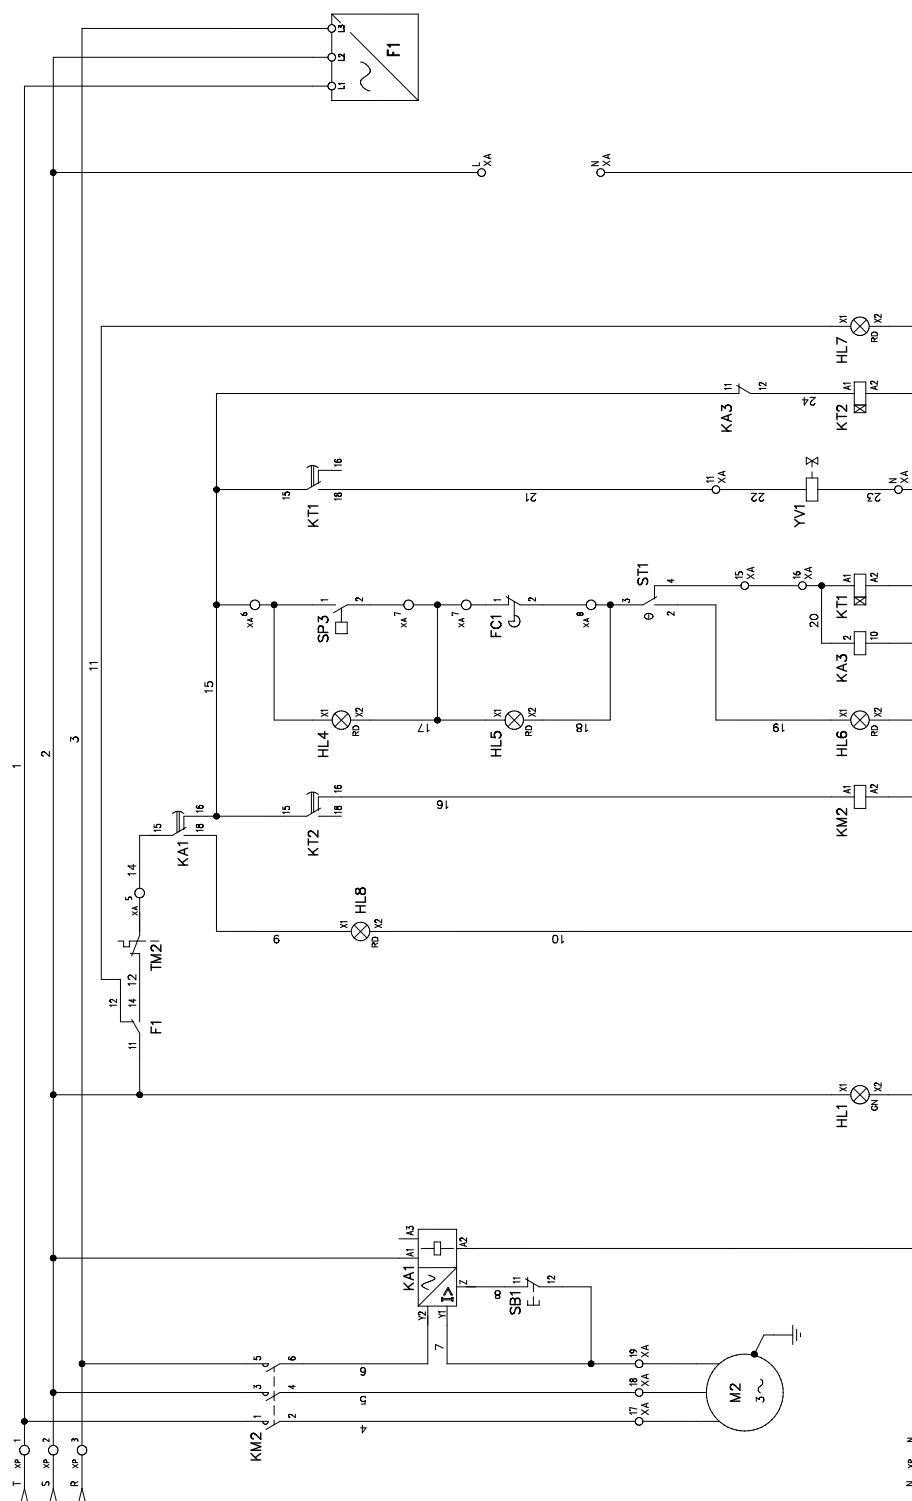 L3
L2
L1
F1
L
XA
N
XA
X1
X2
HL7
RD
11
12
KA3
24
A1
A2
KT2
15
16
18
KT1
21
11
XA
22
YV1
23
N
XA
XA
6
1
2
SP3
XA
7
XA
7
1
2
FC1
XA
8
3
ST1
4
θ
2
15
XA
16
XA
A1
A2
KT1
20
2
10
KA3
11
15
1
2
3
X1
X2
HL4
RD
17
X1
X2
HL5
RD
18
19
X1
X2
HL6
RD
15
16
18
KA1
15
16
18
KT2
16
A1
A2
KM2
14
XA
5
TM2
12
12
14
11
F1
9
X1
X2
HL8
RD
10
X1
X2
HL1
GN
A3
A1
A2
KA1
I>
Z
Y2
Y1
8
11
12
SB1
7
5
6
3
4
1
2
KM2
6
5
4
19
XA
18
XA
17
XA
M2
3~
T
XP
1
S
XP
2
R
XP
3
N
XP
N